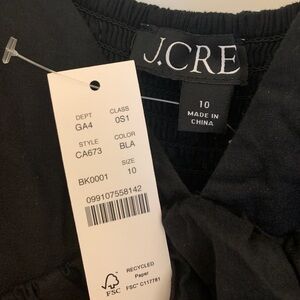 J.CRE
10
MADE IN
CHINA
DEPT CLASS
GA4 0S1
STYLE COLOR
CA673 BLA
SIZE
BK0001 10
099107558142
FSC
RECYCLED
Paper
FSC® C117781